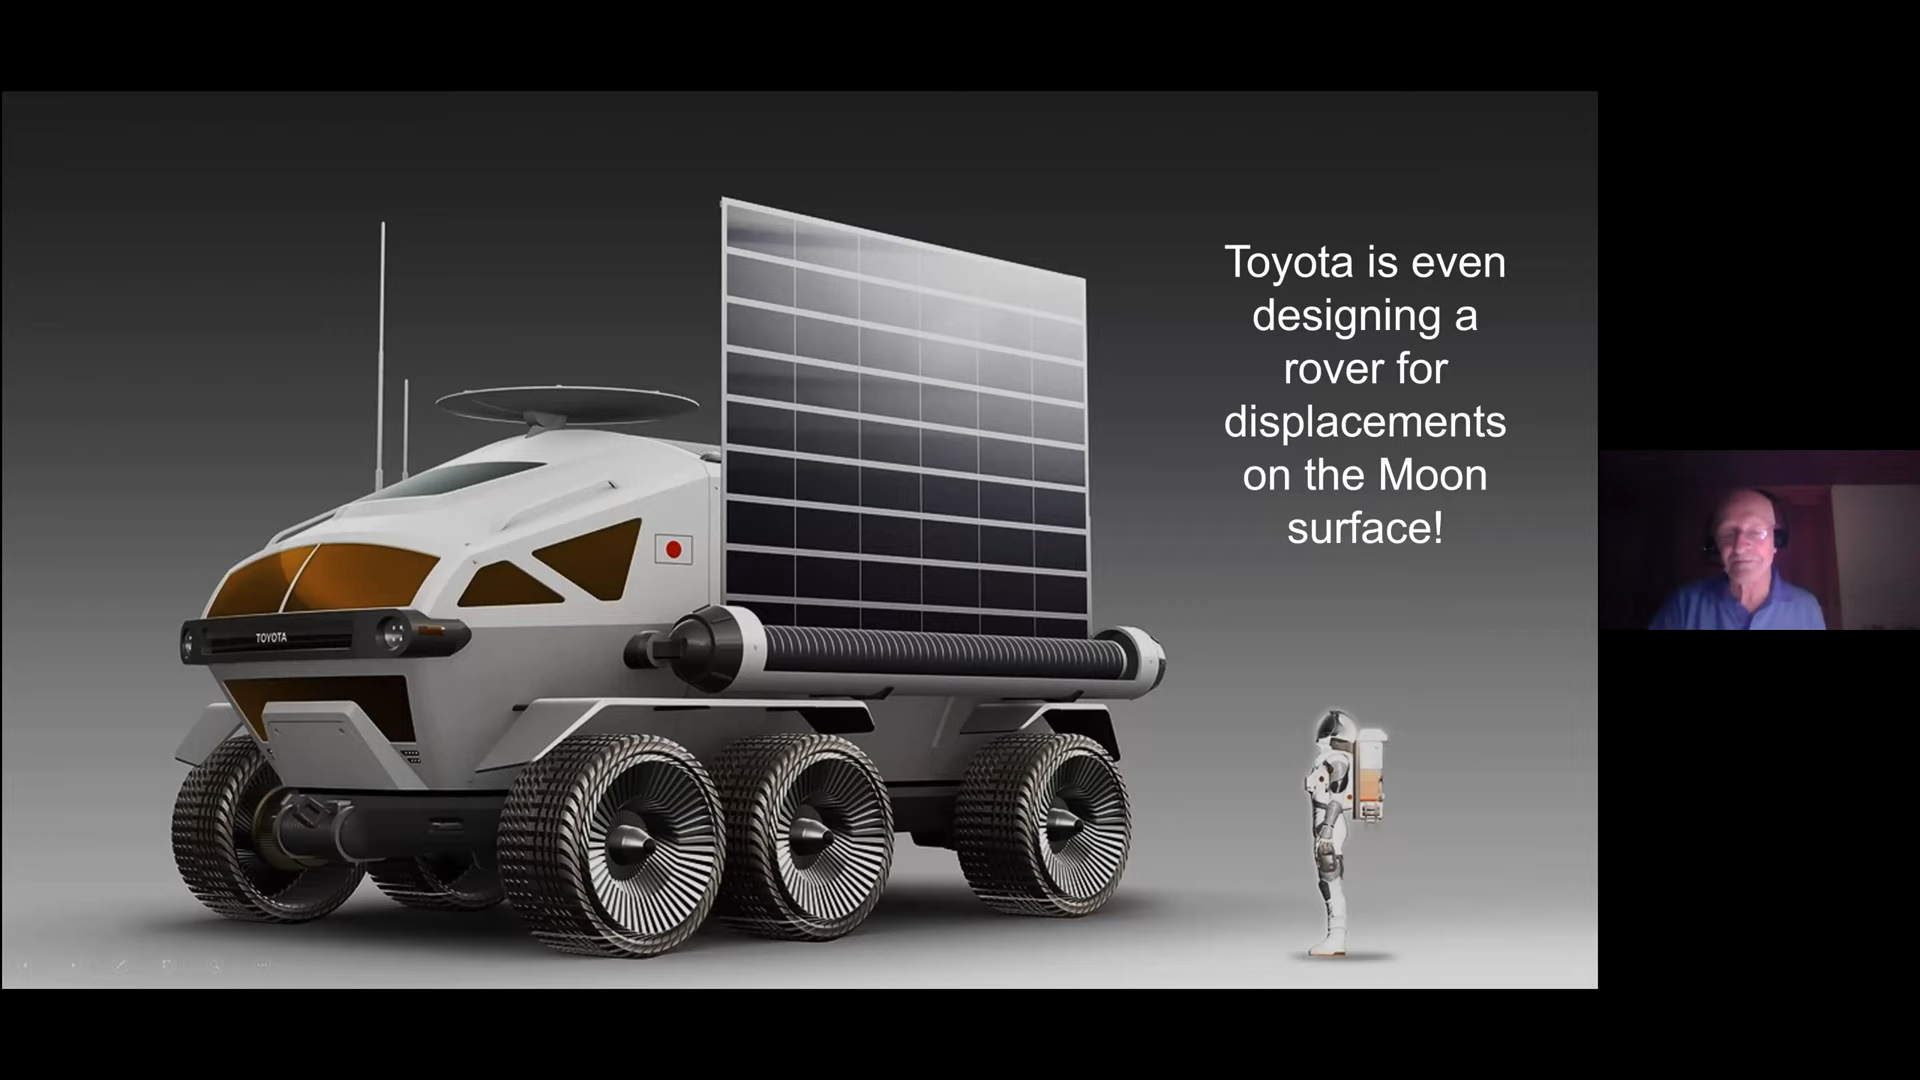 Toyota is even
designing a
rover for
displacements
on the Moon
surface!
TOYOTA